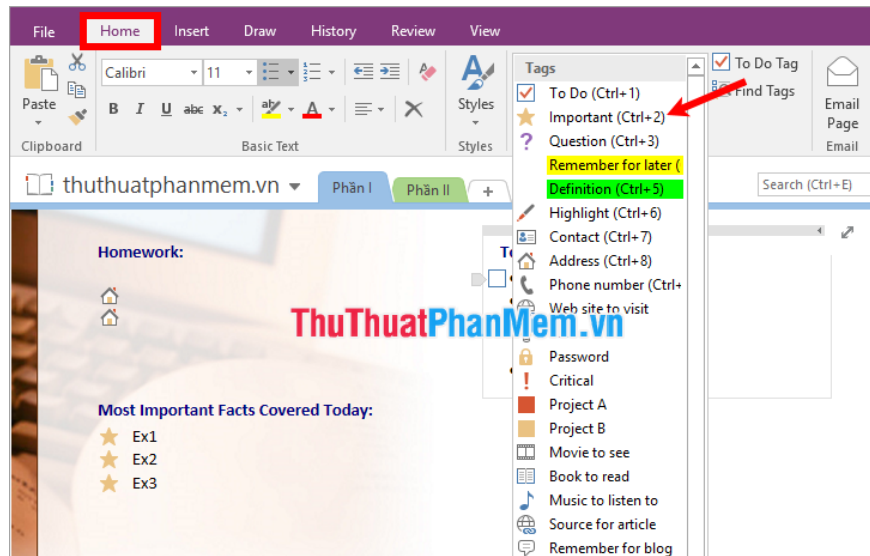 File Home Insert Draw History Review View
Calibri 11
Paste
B I U abc X₂ aby A
Styles
Clipboard Basic Text Styles
Tags
To Do (Ctrl+1)
Important (Ctrl+2)
Question (Ctrl+3)
Remember for later (
Definition (Ctrl+5)
Highlight (Ctrl+6)
Contact (Ctrl+7)
Address (Ctrl+8)
Phone number (Ctrl+
Web site to visit
Password
Critical
Project A
Project B
Movie to see
Book to read
Music to listen to
Source for article
Remember for blog
To Do Tag
Find Tags
Email
Page
Email
thuthuatphanmem.vn Phần I Phần II +
Search (Ctrl+E)
Homework:
ThuThuatPhanMem.vn
Most Important Facts Covered Today:
Ex1
Ex2
Ex3